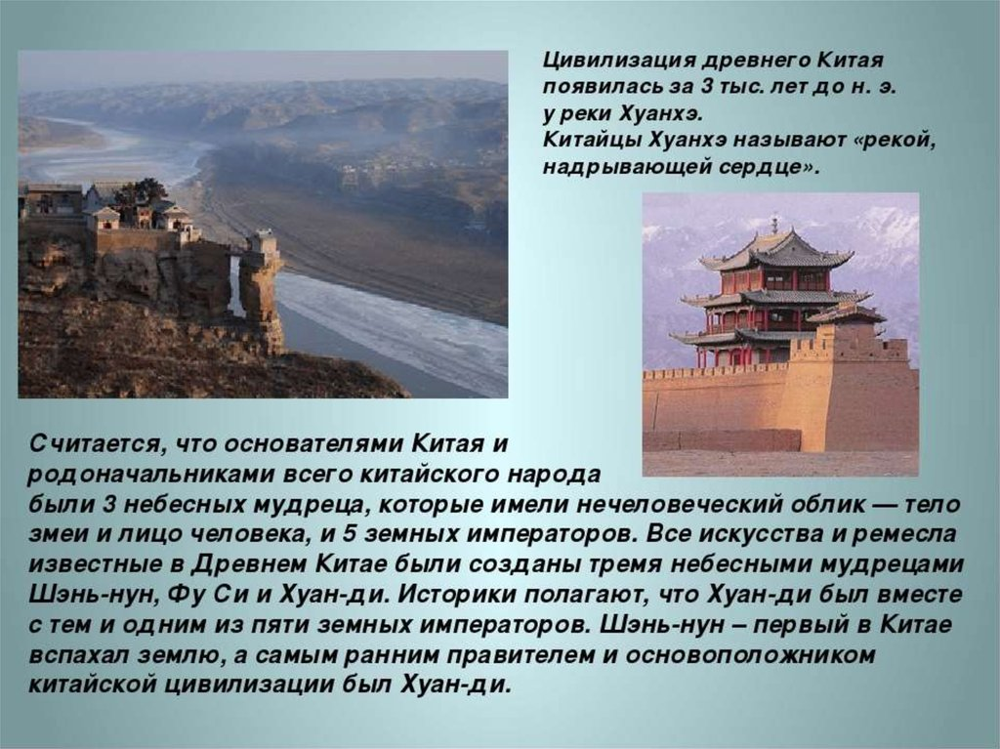 Цивилизация древнего Китая
появилась за 3 тыс. лет до н. э.
у реки Хуанхэ.
Китайцы Хуанхэ называют «рекой,
надрывающей сердце».
Считается, что основателями Китая и
родоначальниками всего китайского народа
были 3 небесных мудреца, которые имели нечеловеческий облик — тело
змеи и лицо человека, и 5 земных императоров. Все искусства и ремесла
известные в Древнем Китае были созданы тремя небесными мудрецами
Шэнь-нун, Фу Си и Хуан-ди. Историки полагают, что Хуан-ди был вместе
с тем и одним из пяти земных императоров. Шэнь-нун – первый в Китае
вспахал землю, а самым ранним правителем и основоположником
китайской цивилизации был Хуан-ди.